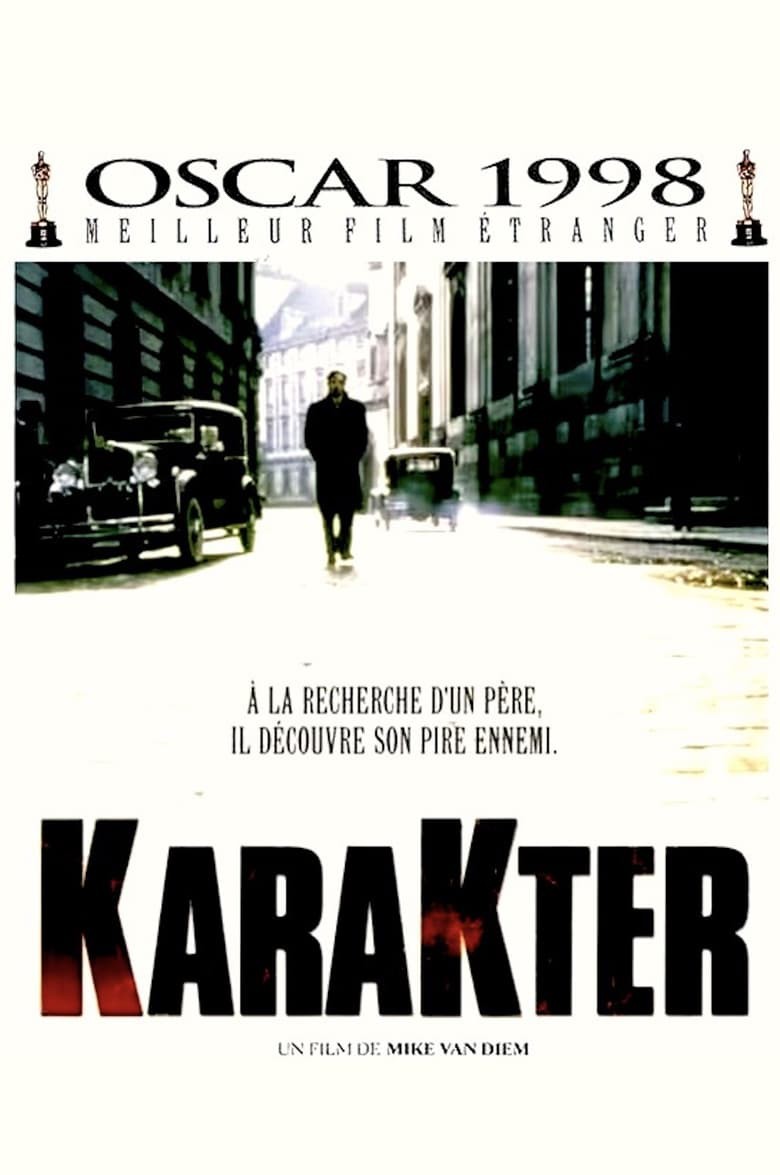 OSCAR 1998
MEILLEUR FILM ÉTRANGER
À LA RECHERCHE D'UN PÈRE,
IL DÉCOUVRE SON PIRE ENNEMI.
KARAKTER
UN FILM DE MIKE VAN DIEM